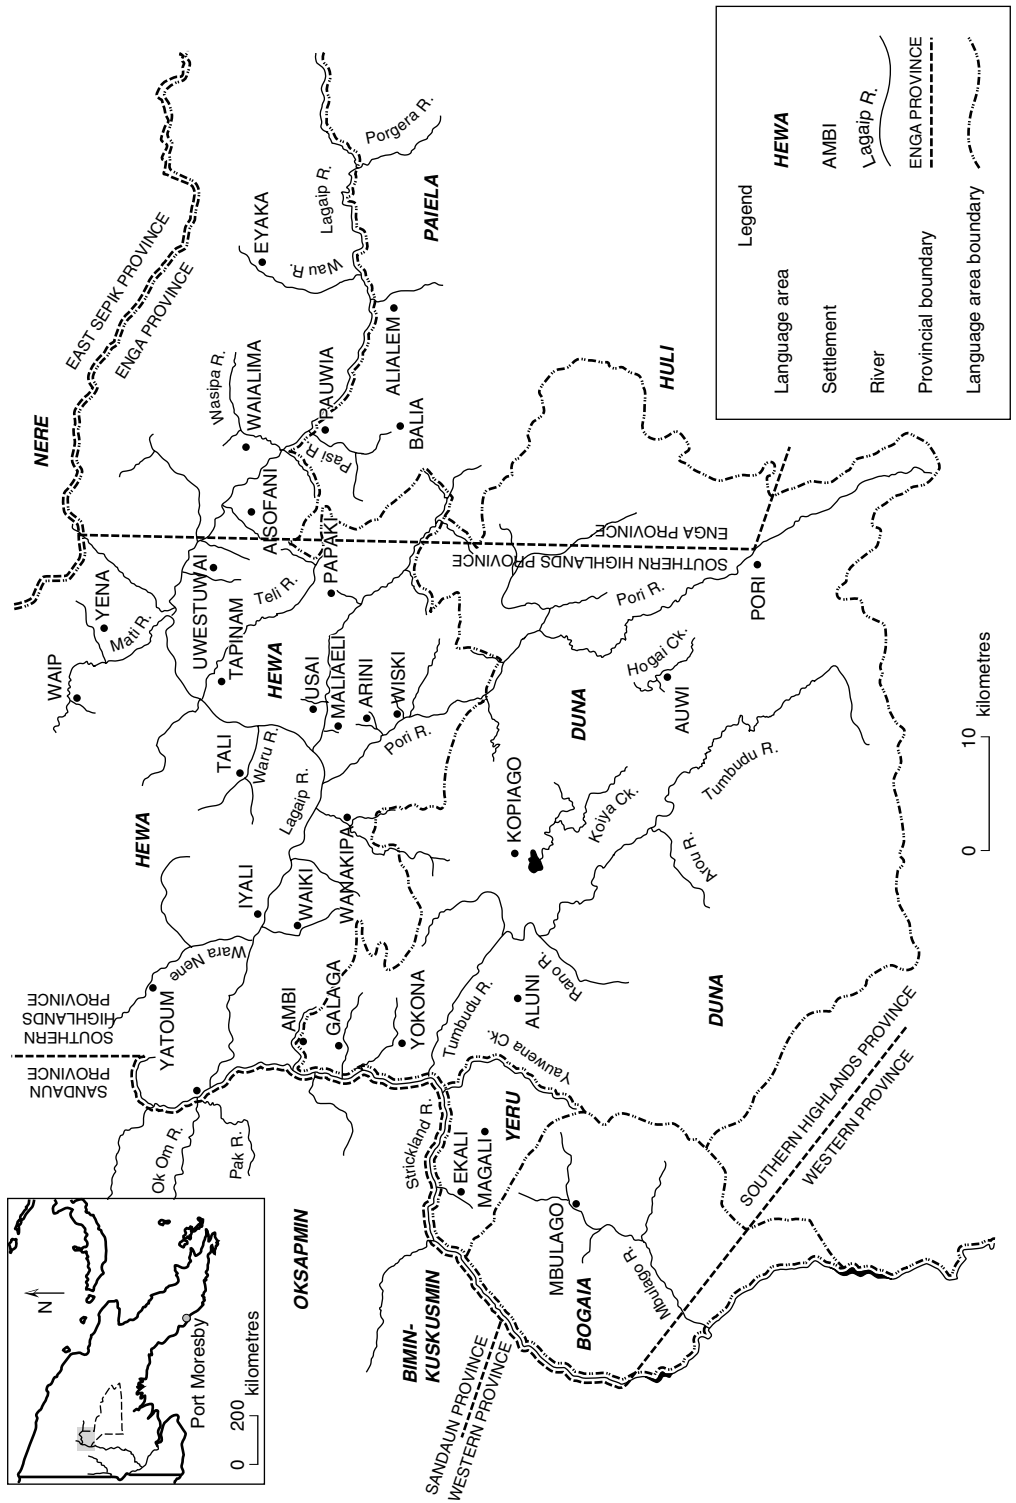 NERE
EAST SEPIK PROVINCE
ENGA PROVINCE
WAIP
YENA
Mati R.
UWESTUWAI
TAPINAM
Teli R.
AISOFANI
WAIALIMA
Wasipa R.
EYAKA
Wau R.
Lagaip R.
Porgera R.
PAIELA
ALIALEM
BALIA
PAUWIA
Pasi R.
PAPAKI
HEWA
USAI
MALIAELI
ARINI
WISKI
Pori R.
TALI
Waru R.
Lagaip R.
HEWA
IYALI
WAIKI
WANAKIPA
Wara Nene
YATOUM
SOUTHERN
HIGHLANDS
PROVINCE
SANDAUN
PROVINCE
AMBI
GALAGA
YOKONA
Ok Om R.
Pak R.
OKSAPMIN
Strickland R.
Tumbudu R.
ALUNI
Rano R.
Yauwena Ck.
YERU
EKALI
MAGALI
BIMIN-
KUSKUSMIN
SANDAUN PROVINCE
WESTERN PROVINCE
MBULAGO
Mbulago R.
BOGAIA
KOPIAGO
Koiya Ck.
Arou R.
Tumbudu R.
DUNA
DUNA
Hogai Ck.
AUWI
Pori R.
PORI
HULI
ENGA PROVINCE
SOUTHERN HIGHLANDS PROVINCE
SOUTHERN HIGHLANDS PROVINCE
WESTERN PROVINCE
0
10
kilometres
Legend
Language area
HEWA
Settlement
AMBI
River
Lagaip R.
Provincial boundary
ENGA PROVINCE
Language area boundary
N
Port Moresby
0
200
kilometres